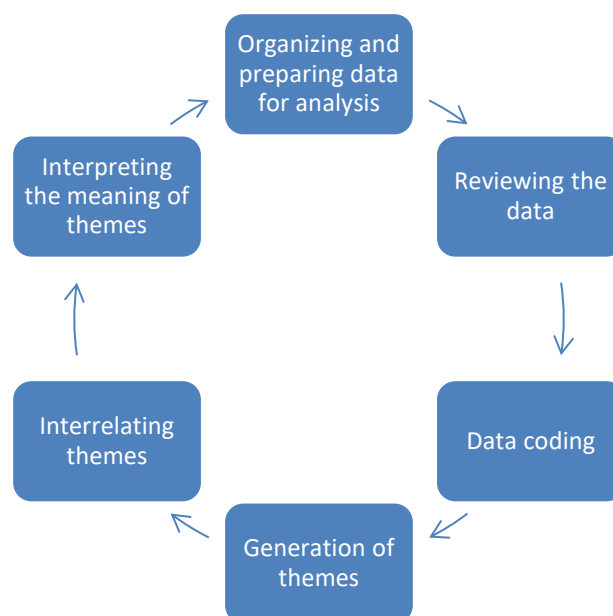 Organizing and
preparing data
for analysis
Reviewing the
data
Data coding
Generation of
themes
Interrelating
themes
Interpreting
the meaning of
themes